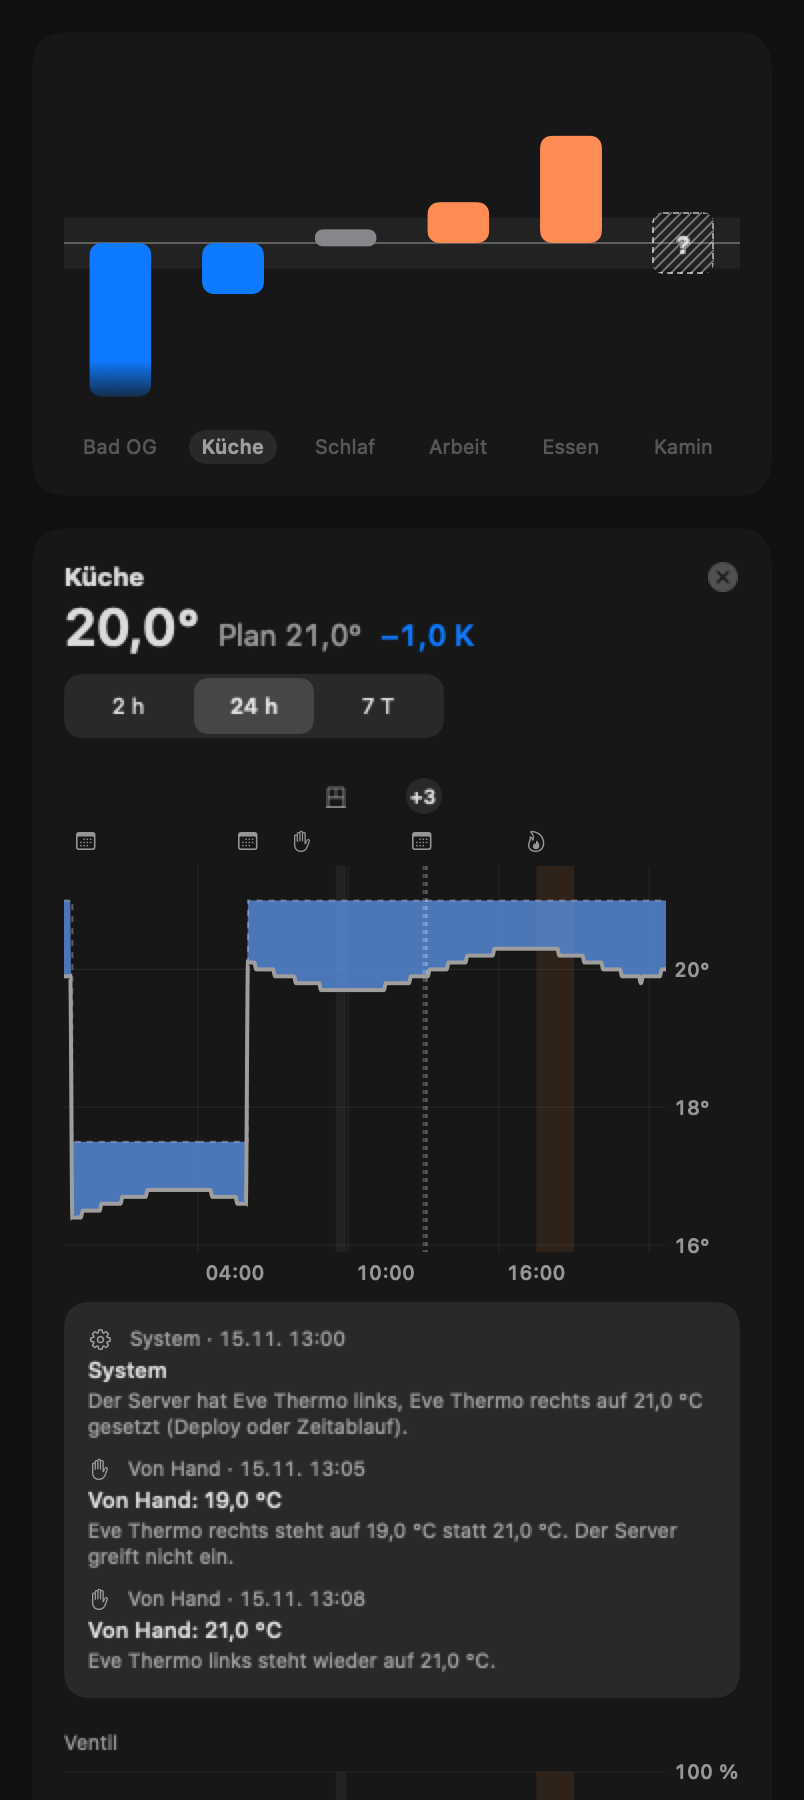 ?
Bad OG Küche Schlaf Arbeit Essen Kamin
Küche
20,0° Plan 21,0° −1,0 K
2 h 24 h 7 T
+3
20°
18°
16°
04:00 10:00 16:00
System · 15.11. 13:00
System
Der Server hat Eve Thermo links, Eve Thermo rechts auf 21,0 °C
gesetzt (Deploy oder Zeitablauf).
Von Hand · 15.11. 13:05
Von Hand: 19,0 °C
Eve Thermo rechts steht auf 19,0 °C statt 21,0 °C. Der Server
greift nicht ein.
Von Hand · 15.11. 13:08
Von Hand: 21,0 °C
Eve Thermo links steht wieder auf 21,0 °C.
Ventil
100 %